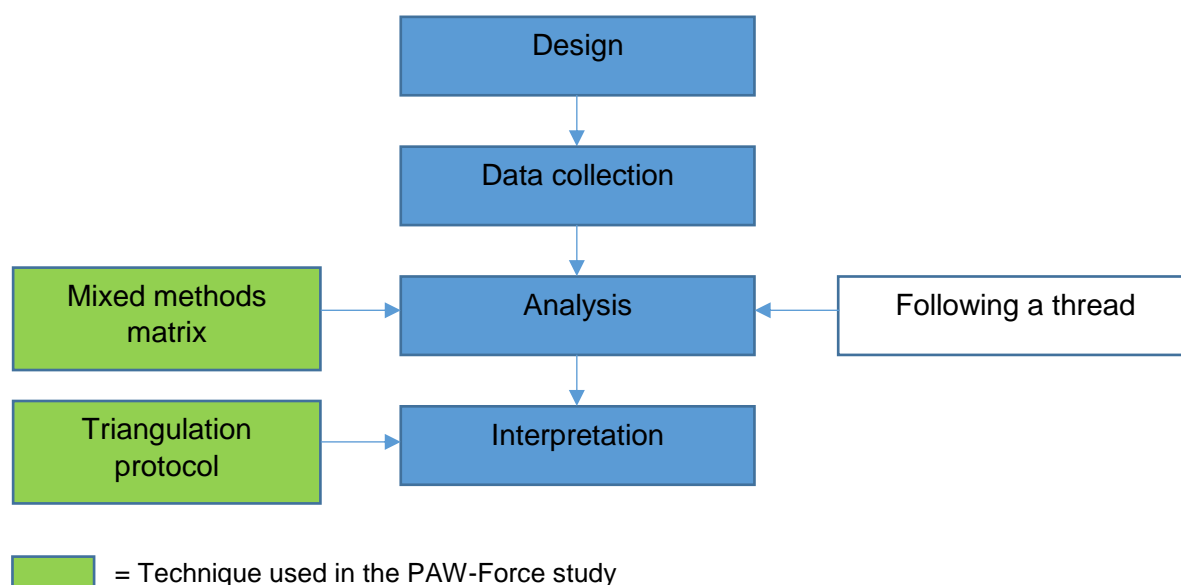 Design
Data collection
Mixed methods
matrix
Analysis
Following a thread
Triangulation
protocol
Interpretation
= Technique used in the PAW-Force study